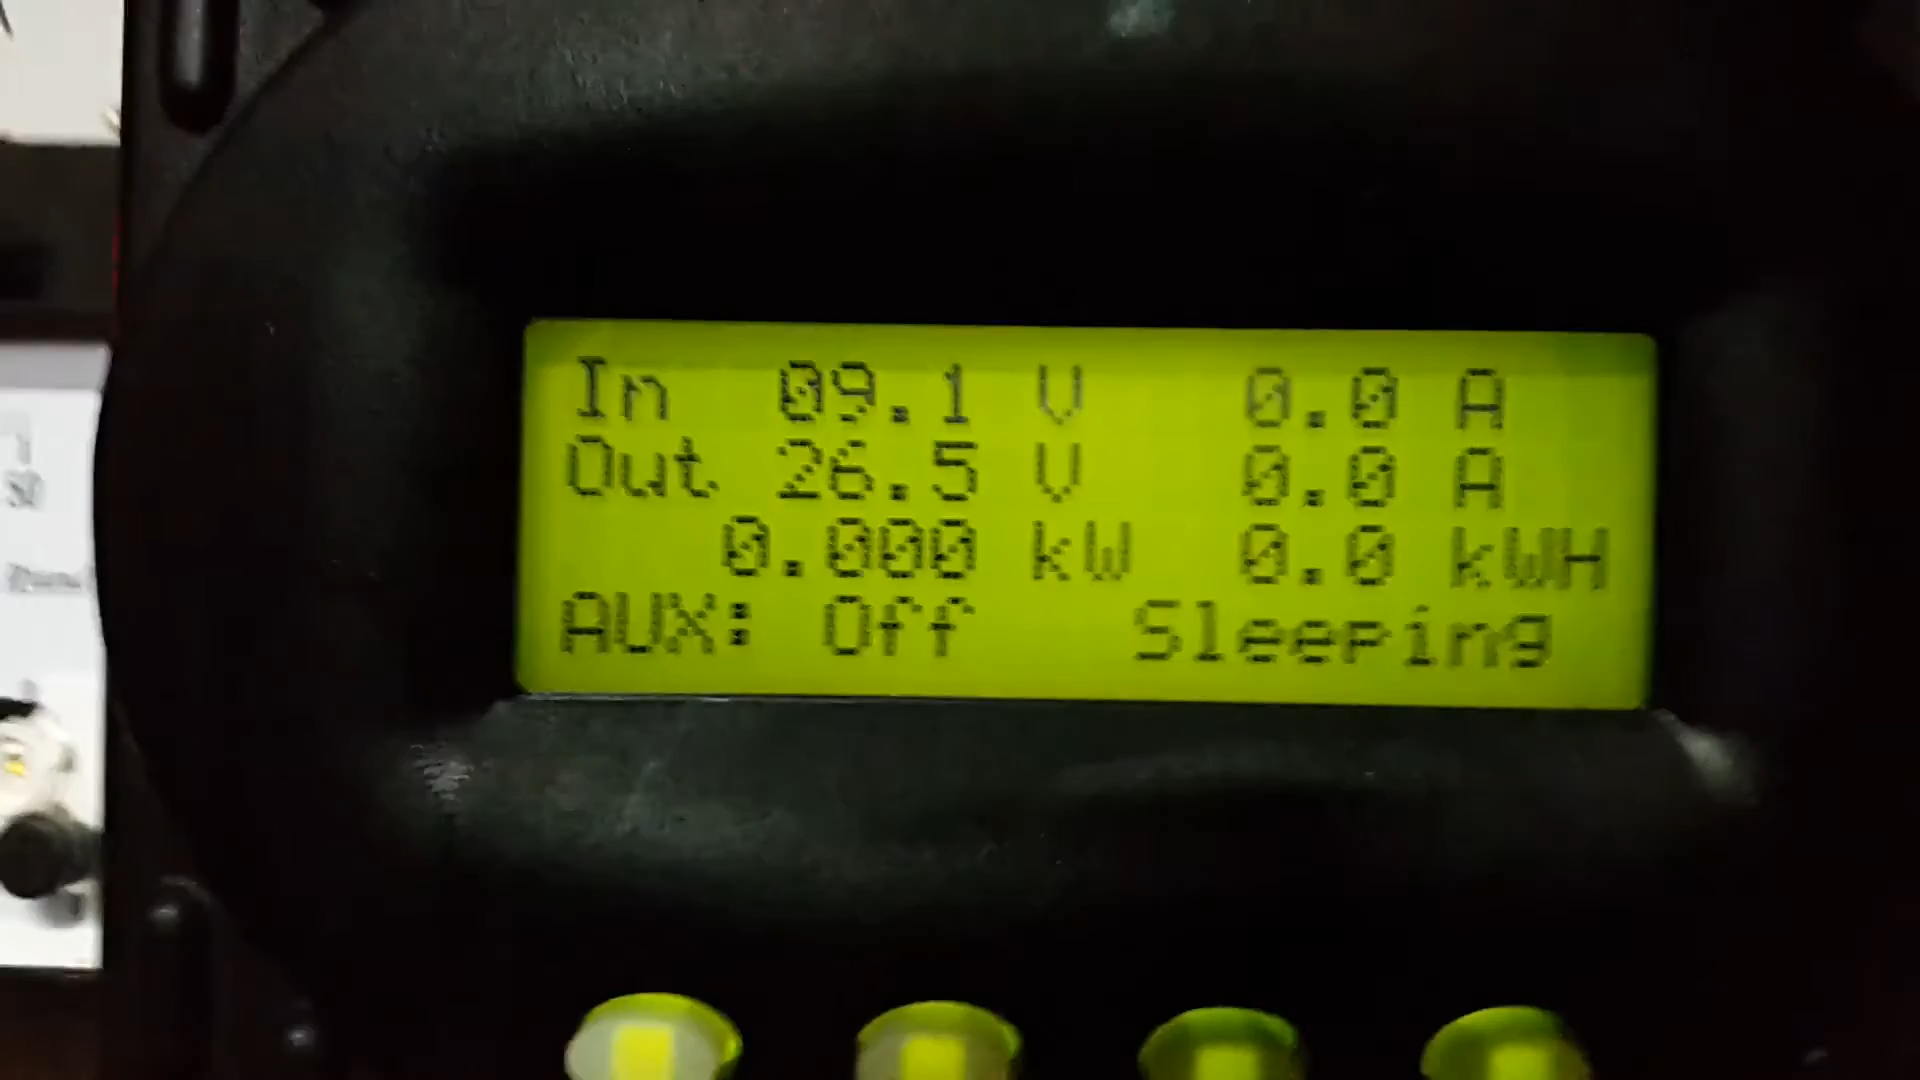 In 09.1 V 0.0 A
Out 26.5 V 0.0 A
0.000 kW 0.0 kWH
AUX: Off Sleeping